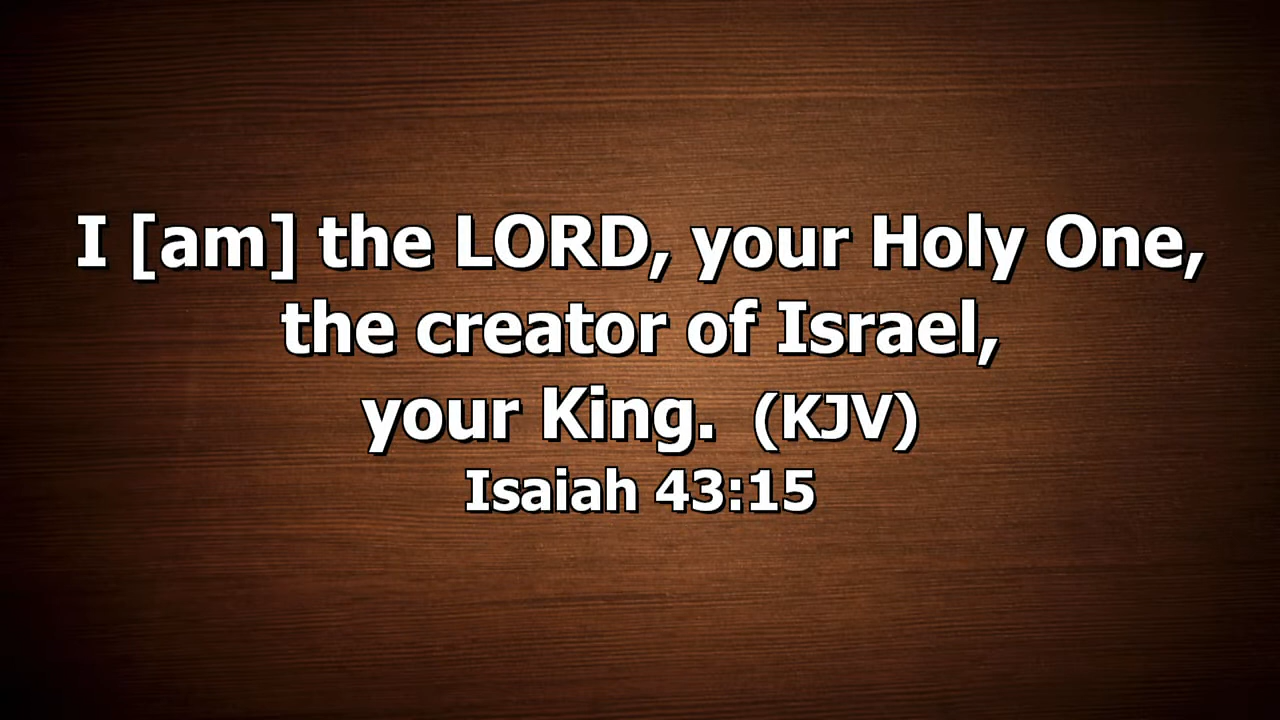 I [am] the LORD, your Holy One,
the creator of Israel,
your King. (KJV)
Isaiah 43:15